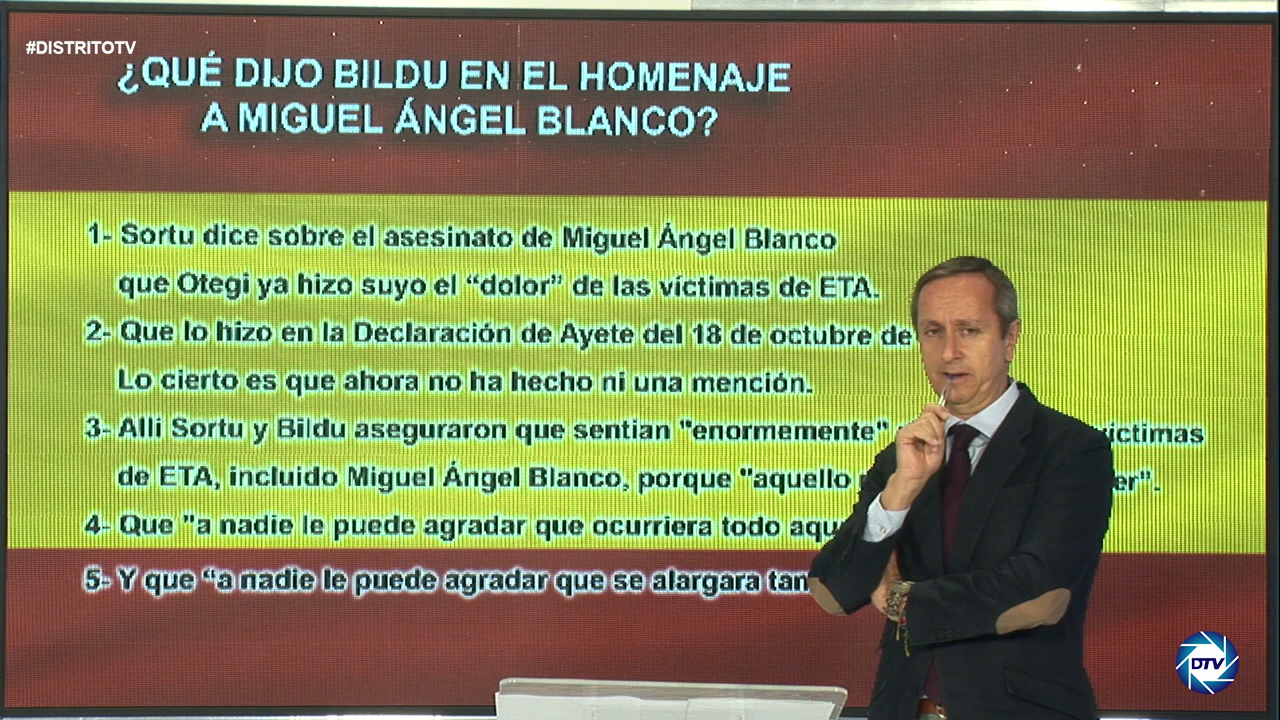 #DISTRITOTV
¿QUÉ DIJO BILDU EN EL HOMENAJE
A MIGUEL ÁNGEL BLANCO?
1- Sortu dice sobre el asesinato de Miguel Ángel Blanco
que Otegi ya hizo suyo el “dolor” de las víctimas de ETA.
2- Que lo hizo en la Declaración de Ayete del 18 de octubre de
Lo cierto es que ahora no ha hecho ni una mención.
3- Alli Sortu y Bildu aseguraron que sentian "enormemente" víctimas
de ETA, incluido Miguel Ángel Blanco, porque "aquello
4- Que "a nadie le puede agradar que ocurriera todo
5- Y que “a nadie le puede agradar que se alargara
DTV